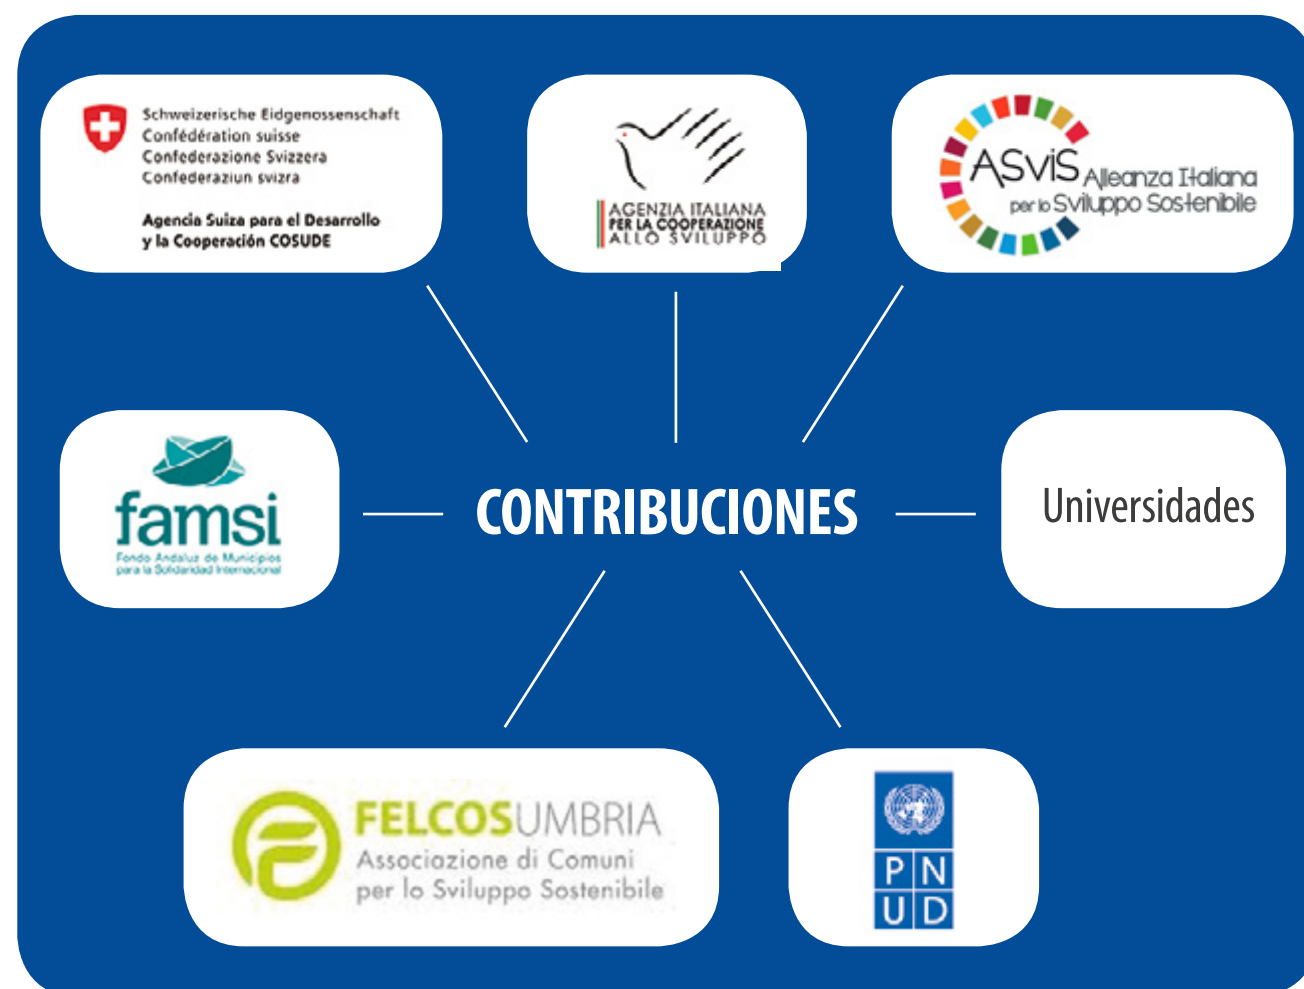 Schweizerische Eidgenossenschaft
Confédération suisse
Confederazione Svizzera
Confederaziun svizra
Agencia Suiza para el Desarrollo
y la Cooperación COSUDE
AGENZIA ITALIANA
PER LA COOPERAZIONE
ALLO SVILUPPO
ASviS Alleanza Italiana
per lo Sviluppo Sostenibile
famsi
Fondo Andaluz de Municipios
para la Solidaridad Internacional
CONTRIBUCIONES
Universidades
FELCOSUMBRIA
Associazione di Comuni
per lo Sviluppo Sostenibile
PN
UD